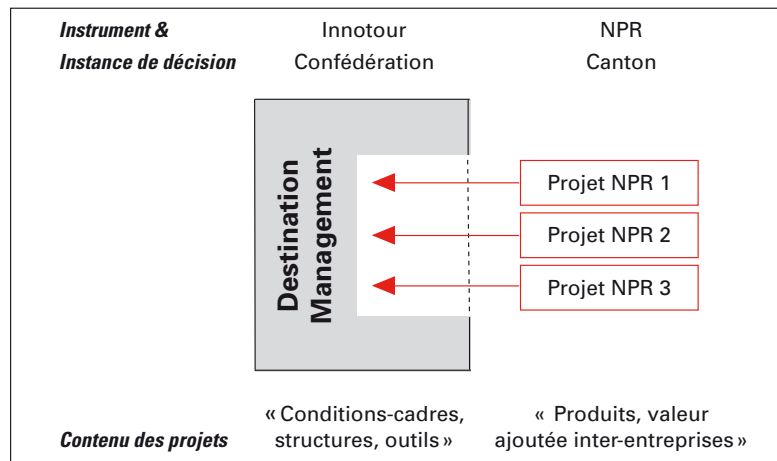 Instrument & Innotour NPR
Instance de décision Confédération Canton
Destination
Management
Projet NPR 1
Projet NPR 2
Projet NPR 3
« Conditions-cadres, « Produits, valeur
Contenu des projets structures, outils » ajoutée inter-entreprises »